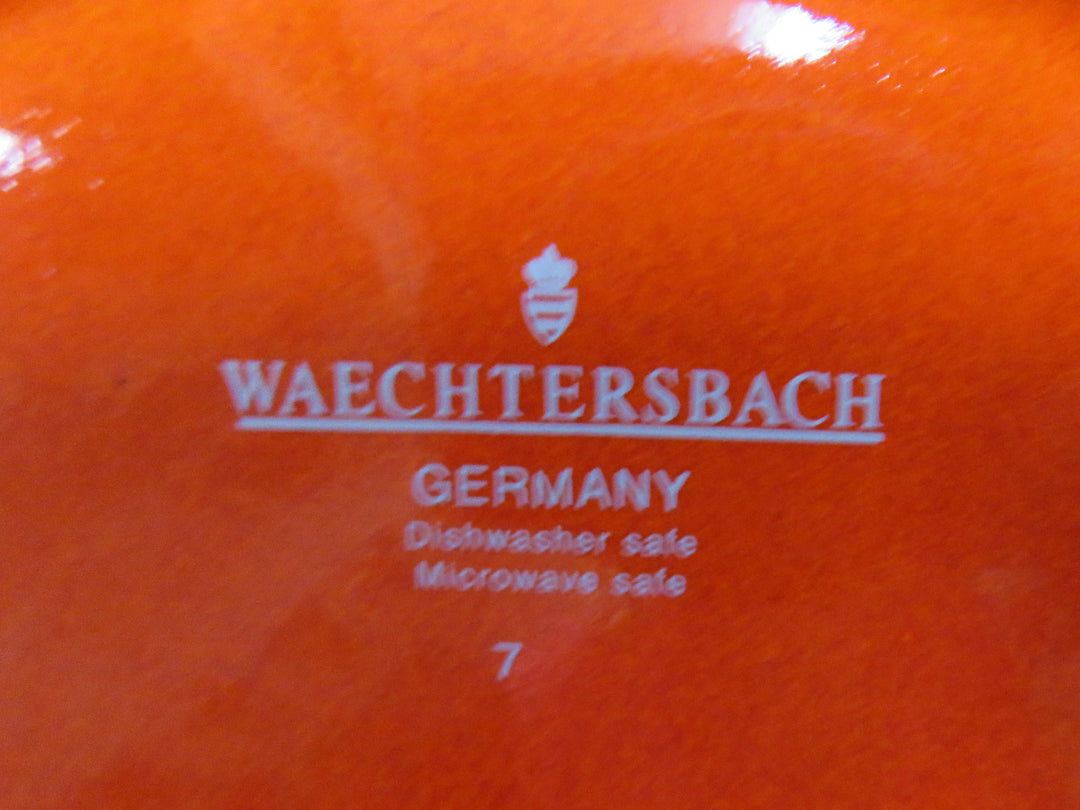 WAECHTERSBACH
GERMANY
Dishwasher safe
Microwave safe
7